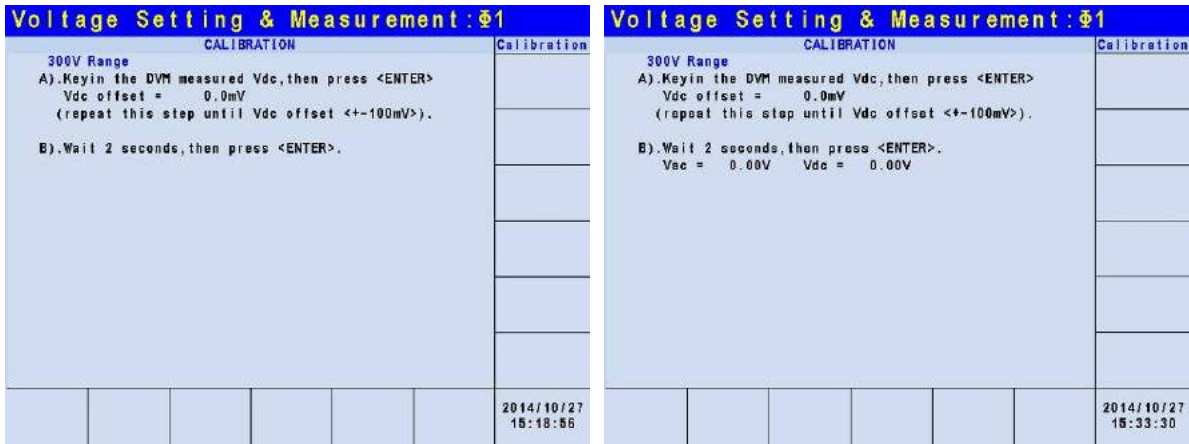 Voltage Setting & Measurement:Φ1
CALIBRATION
Calibration
300V Range
A).Keyin the DVM measured Vdc,then press <ENTER>
Vdc offset = 0.0mV
(repeat this step until Vdc offset <+-100mV>).
B).Wait 2 seconds,then press <ENTER>.
2014/10/27
15:18:56
Voltage Setting & Measurement:Φ1
CALIBRATION
Calibration
300V Range
A).Keyin the DVM measured Vdc,then press <ENTER>
Vdc offset = 0.0mV
(repeat this step until Vdc offset <+-100mV>).
B).Wait 2 seconds,then press <ENTER>.
Vac = 0.00V Vdc = 0.00V
2014/10/27
15:33:30